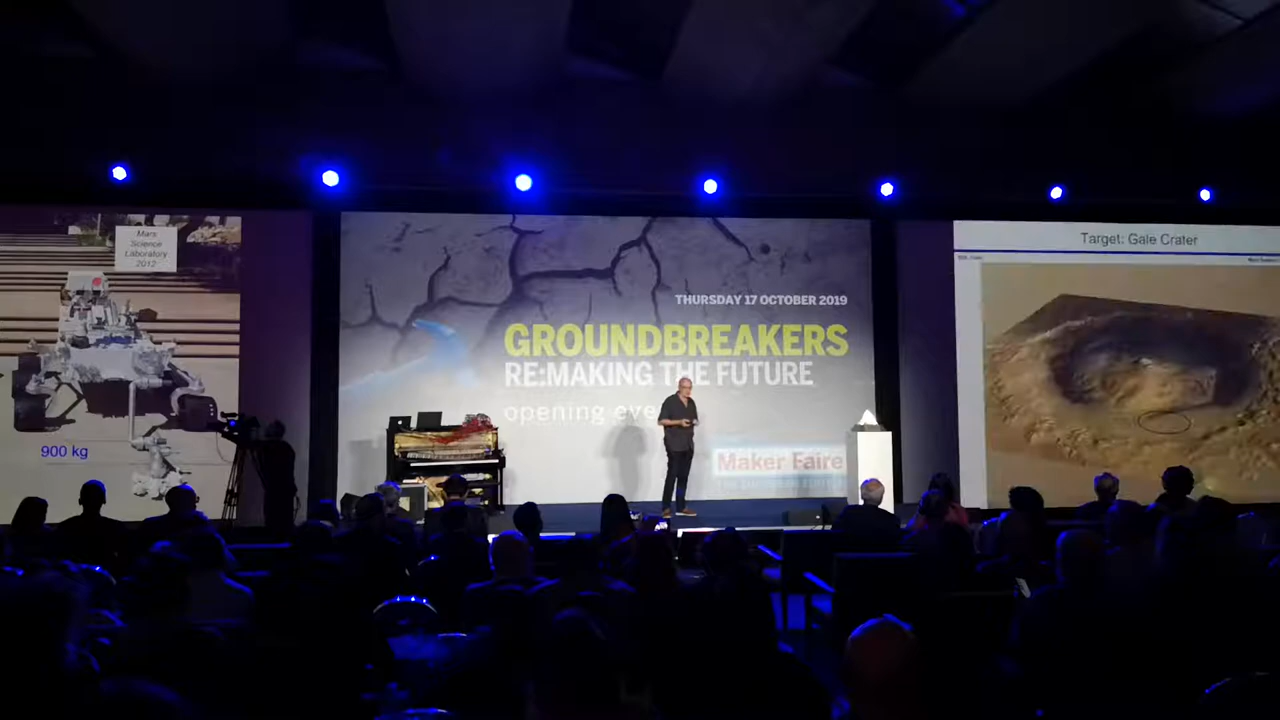 Mars
Science
Laboratory
2012
900 kg
THURSDAY 17 OCTOBER 2019
GROUNDBREAKERS
RE:MAKING THE FUTURE
opening eve
Maker Faire
Target: Gale Crater